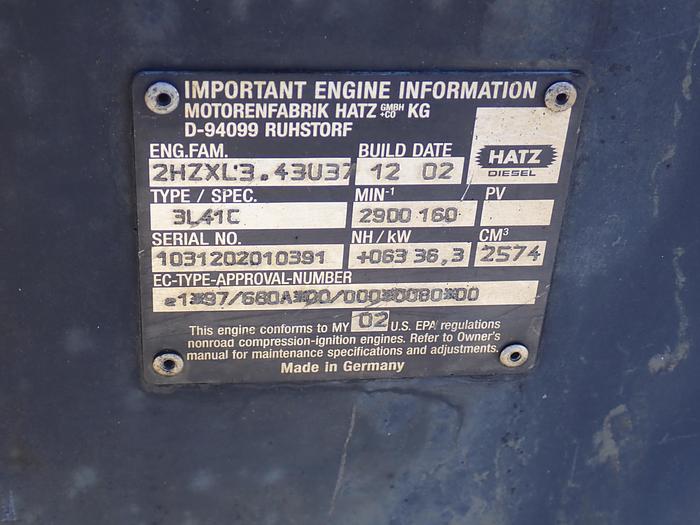 IMPORTANT ENGINE INFORMATION
MOTORENFABRIK HATZ GMBH +CO KG
D-94099 RUHSTORF
ENG.FAM. BUILD DATE
2HZXL3.43U37 12 02
HATZ
DIESEL
TYPE / SPEC. MIN-1 PV
3L41C 2900 160
SERIAL NO. NH / kW CM3
1031202010391 +063 36,3 2574
EC-TYPE-APPROVAL-NUMBER
e1*97/680A*00/000*0080*00
This engine conforms to MY 02 U.S. EPA regulations
nonroad compression-ignition engines. Refer to Owner's
manual for maintenance specifications and adjustments.
Made in Germany